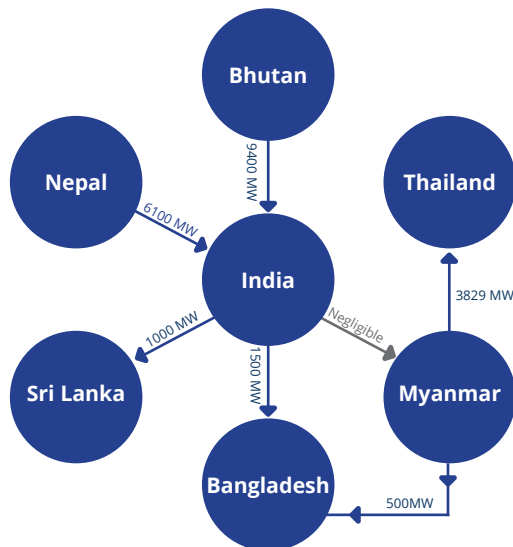 Bhutan
9400 MW
Nepal
Thailand
6100 MW
India
3829 MW
Negligible
1000 MW
1500 MW
Sri Lanka
Myanmar
Bangladesh
500MW